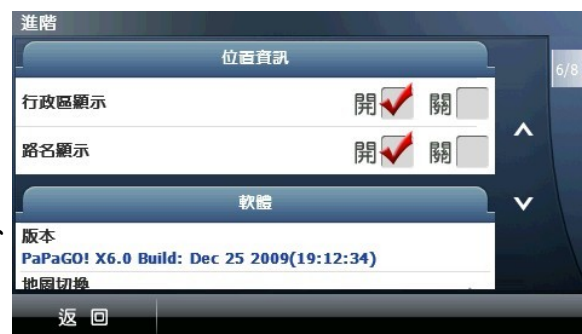 進階
位置資訊
6/8
行政區顯示
開 關
路名顯示
開 關
軟體
版本
PaPaGO! X6.0 Build: Dec 25 2009(19:12:34)
地圖切換
返 回